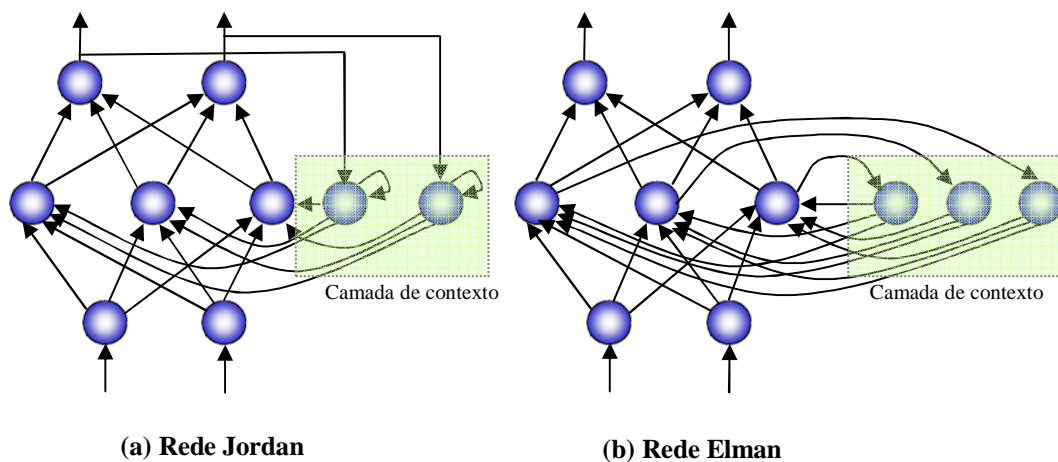 Camada de contexto
Camada de contexto
(a) Rede Jordan
(b) Rede Elman